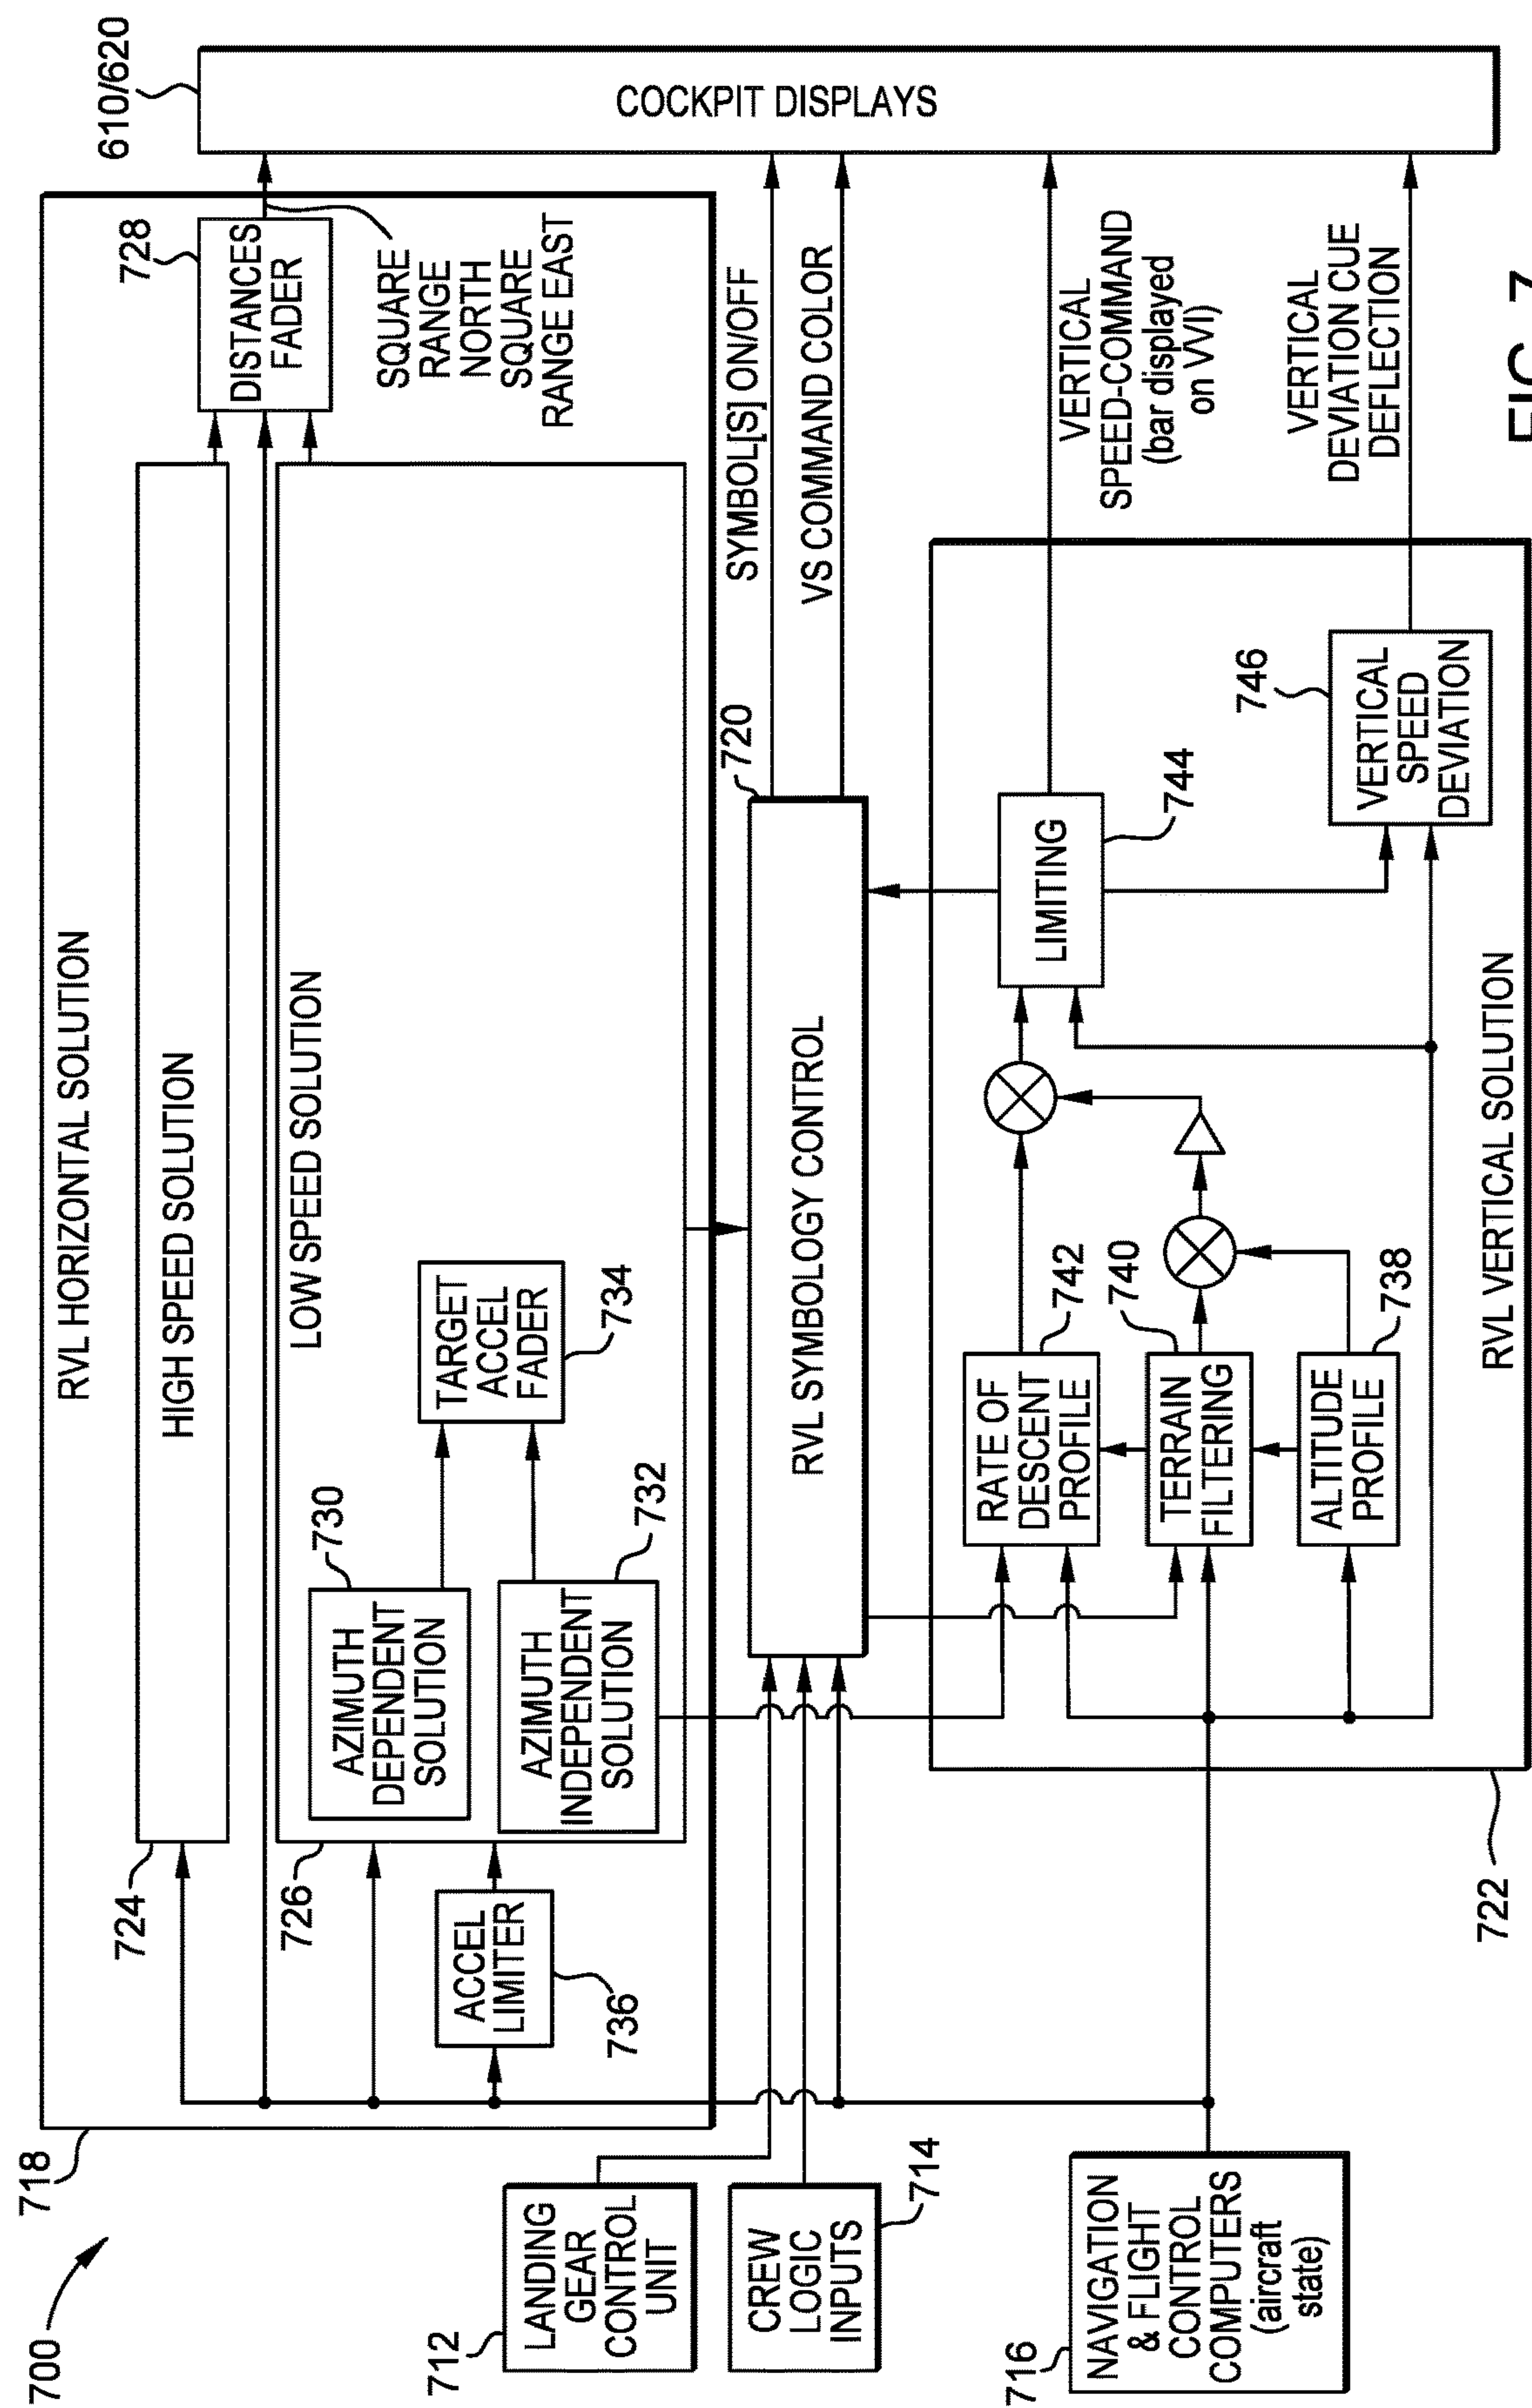 700
718
RVL HORIZONTAL SOLUTION
724
HIGH SPEED SOLUTION
728
DISTANCES
FADER
610/620
COCKPIT DISPLAYS
SQUARE
RANGE
NORTH
SQUARE
RANGE EAST
726
LOW SPEED SOLUTION
730
AZIMUTH
DEPENDENT
SOLUTION
TARGET
ACCEL
FADER
734
732
AZIMUTH
INDEPENDENT
SOLUTION
ACCEL
LIMITER
736
712
LANDING
GEAR
CONTROL
UNIT
CREW
LOGIC
INPUTS
714
720
RVL SYMBOLOGY CONTROL
SYMBOL[S] ON/OFF
VS COMMAND COLOR
716
NAVIGATION
& FLIGHT
CONTROL
COMPUTERS
(aircraft
state)
RATE OF
DESCENT
PROFILE
742
TERRAIN
FILTERING
740
ALTITUDE
PROFILE
738
LIMITING
744
746
VERTICAL
SPEED
DEVIATION
VERTICAL
SPEED-COMMAND
(bar displayed
on VVI)
VERTICAL
DEVIATION CUE
DEFLECTION
RVL VERTICAL SOLUTION
722